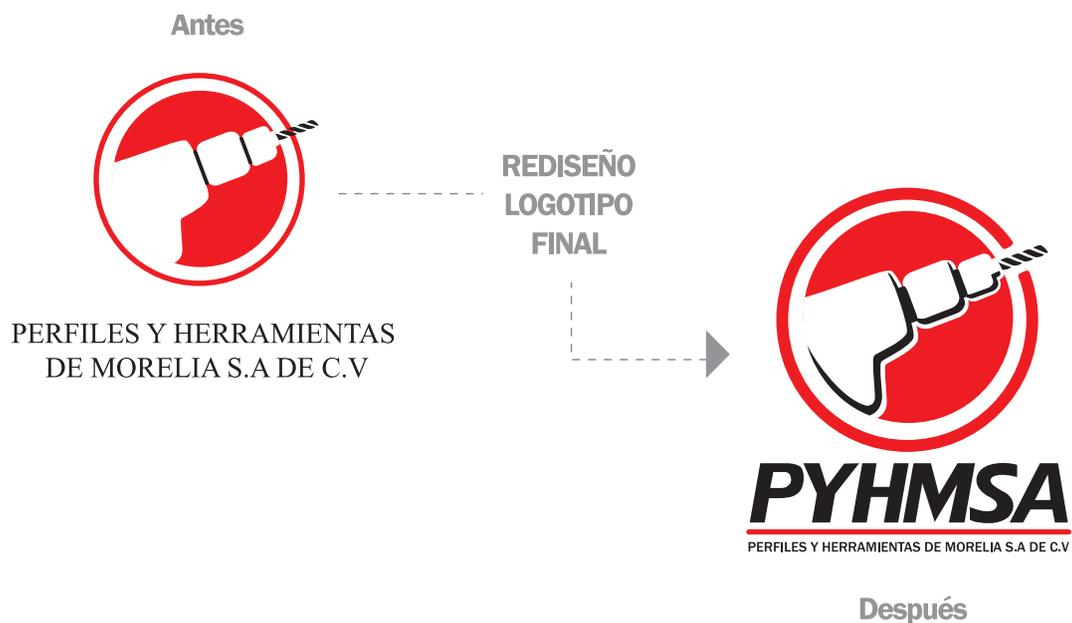 Antes
REDISEÑO
LOGOTIPO
FINAL
PERFILES Y HERRAMIENTAS
DE MORELIA S.A DE C.V
PYHMSA
PERFILES Y HERRAMIENTAS DE MORELIA S.A DE C.V
Después